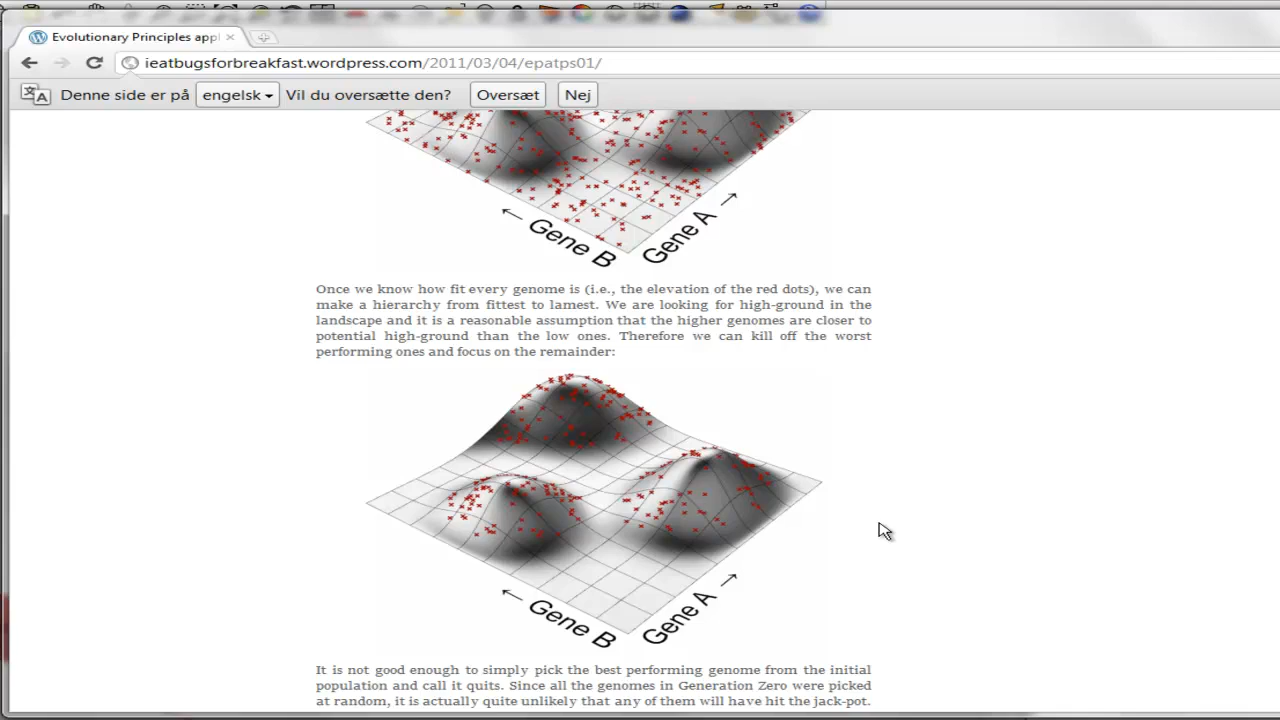 Evolutionary Principles appl
ieatbugsforbreakfast.wordpress.com/2011/03/04/epatps01/
Denne side er på engelsk Vil du oversætte den? Oversæt Nej
← Gene B Gene A →
Once we know how fit every genome is (i.e., the elevation of the red dots), we can
make a hierarchy from fittest to lamest. We are looking for high-ground in the
landscape and it is a reasonable assumption that the higher genomes are closer to
potential high-ground than the low ones. Therefore we can kill off the worst
performing ones and focus on the remainder:
← Gene B Gene A →
It is not good enough to simply pick the best performing genome from the initial
population and call it quits. Since all the genomes in Generation Zero were picked
at random, it is actually quite unlikely that any of them will have hit the jack-pot.